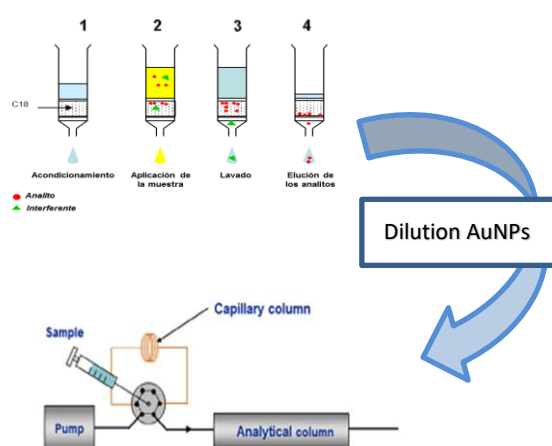 1 2 3 4
C18
Acondicionamiento
Aplicación de
la muestra
Lavado
Elución de
los analitos
Analito
Interferente
Dilution AuNPs
Capillary column
Sample
Pump
Analytical column